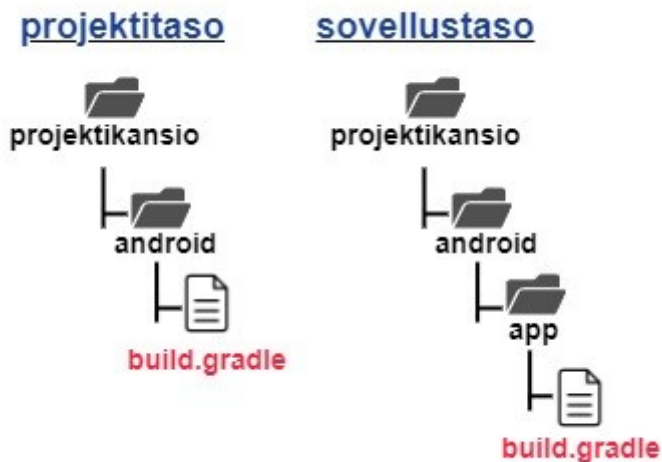 projektitaso
projektikansio
android
build.gradle
sovellustaso
projektikansio
android
app
build.gradle